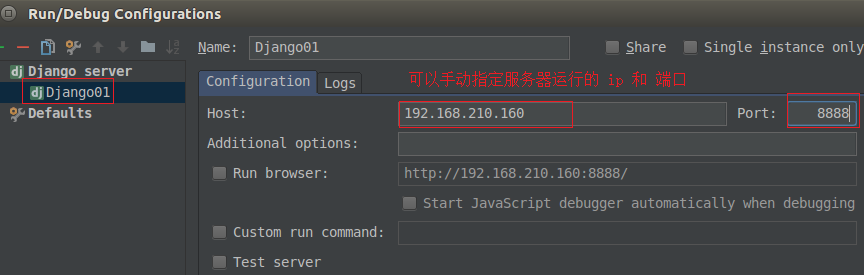 Run/Debug Configurations
Name: Django01 Share Single instance only
Django server
Django01
Defaults
Configuration Logs 可以手动指定服务器运行的 ip 和 端口
Host: 192.168.210.160 Port: 8888
Additional options:
Run browser: http://192.168.210.160:8888/
Start JavaScript debugger automatically when debugging
Custom run command:
Test server